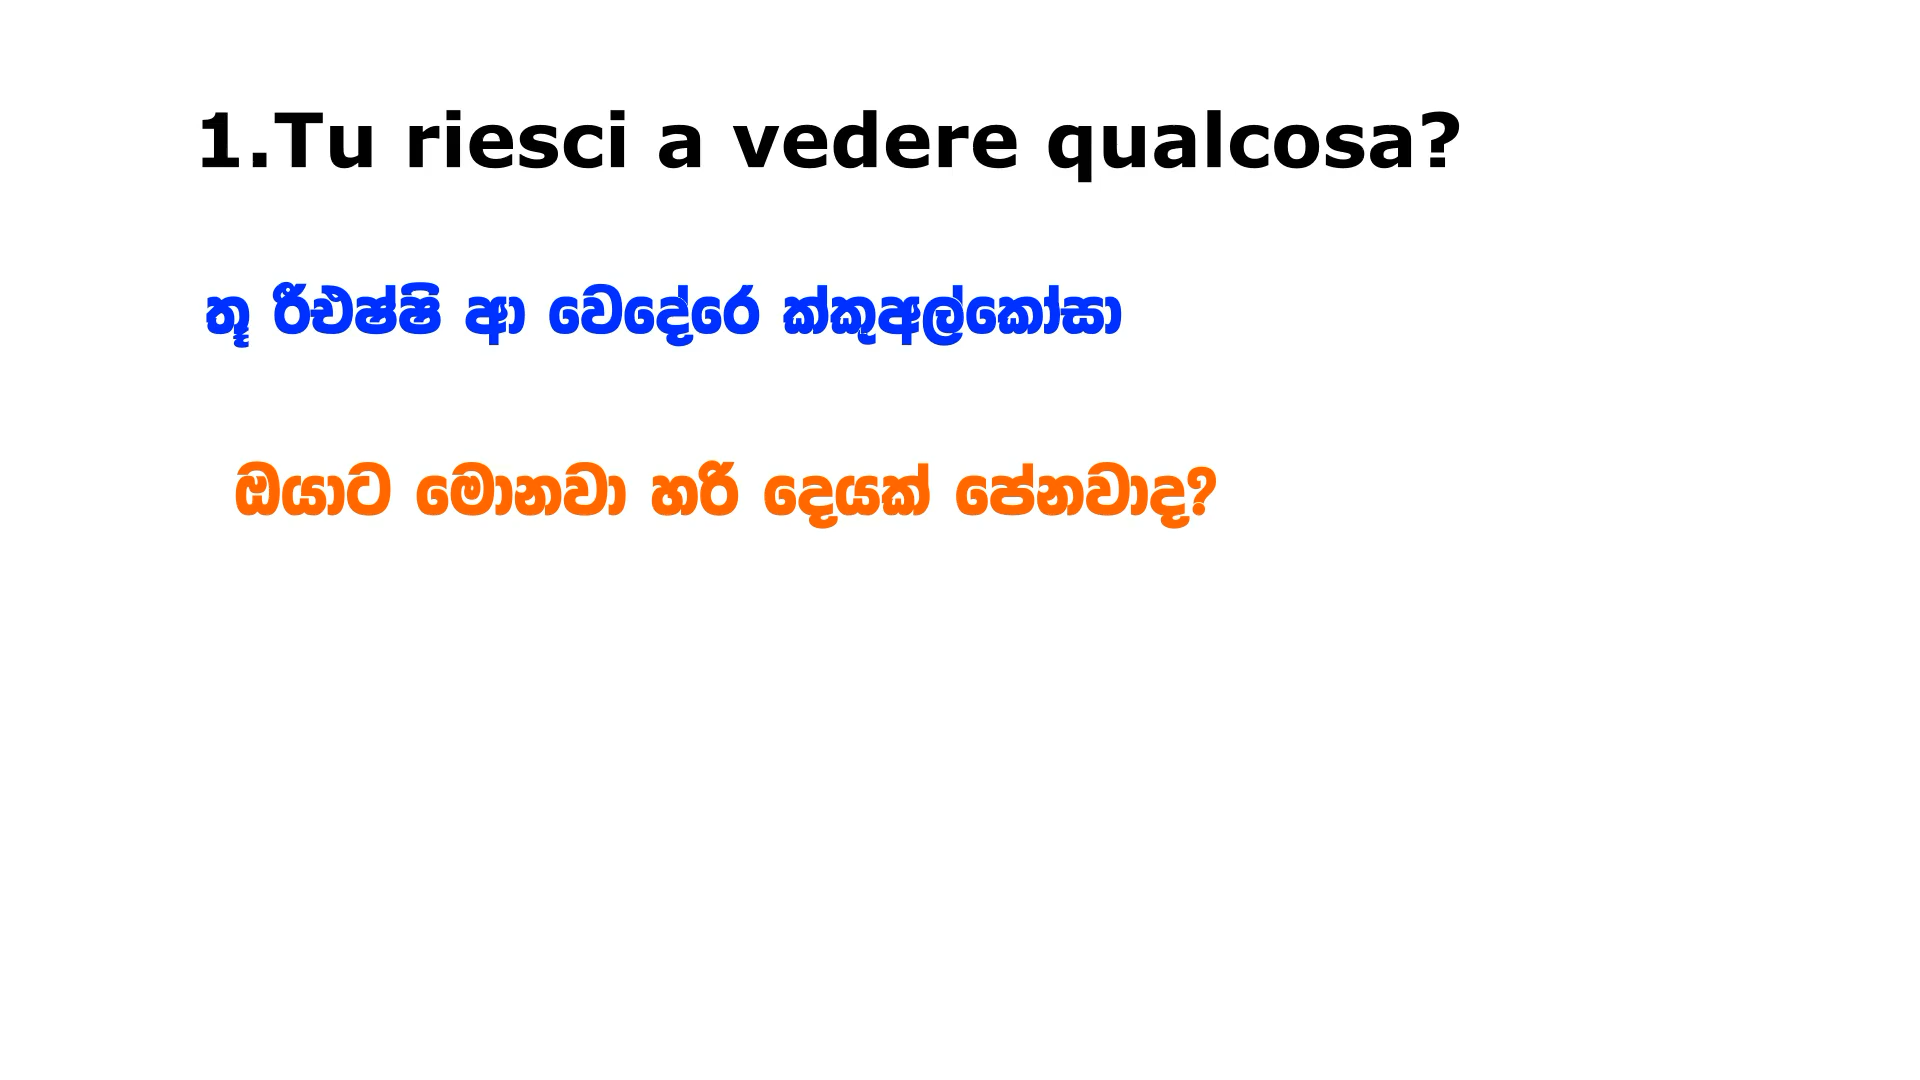 1.Tu riesci a vedere qualcosa?
තූ රිඑෂ්ෂි ආ වෙදේරෙ ක්කුඅල්කෝසා
ඔයාට මොනවා හරි දෙයක් පේනවාද?